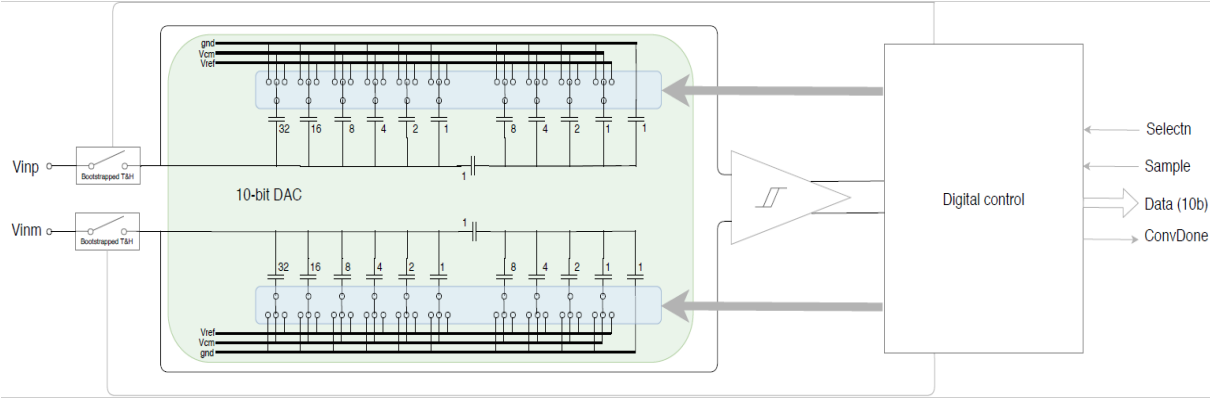 gnd
Vcm
Vref
32 16 8 4 2 1 8 4 2 1 1
Vinp
Bootstrapped T&H
1
10-bit DAC
Vinm
Bootstrapped T&H
1
32 16 8 4 2 1 8 4 2 1 1
Vref
Vcm
gnd
Digital control
Selectn
Sample
Data (10b)
ConvDone